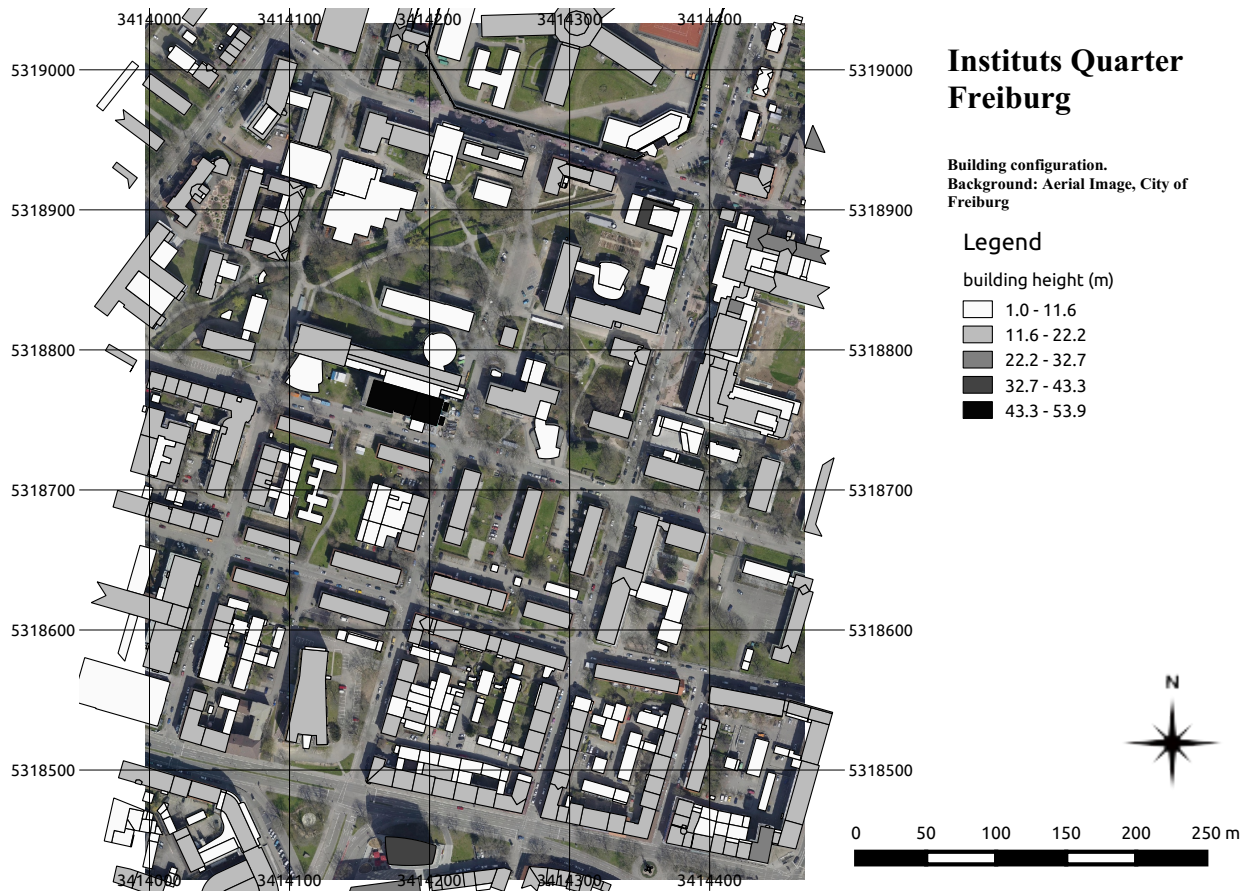 3414000 3414100 3414200 3414300 3414400
5319000 5319000
5318900 5318900
5318800 5318800
5318700 5318700
5318600 5318600
5318500 5318500
3414000 3414100 3414200 3414300 3414400
Instituts Quarter
Freiburg
Building configuration.
Background: Aerial Image, City of
Freiburg
Legend
building height (m)
1.0 - 11.6
11.6 - 22.2
22.2 - 32.7
32.7 - 43.3
43.3 - 53.9
N
0 50 100 150 200 250 m